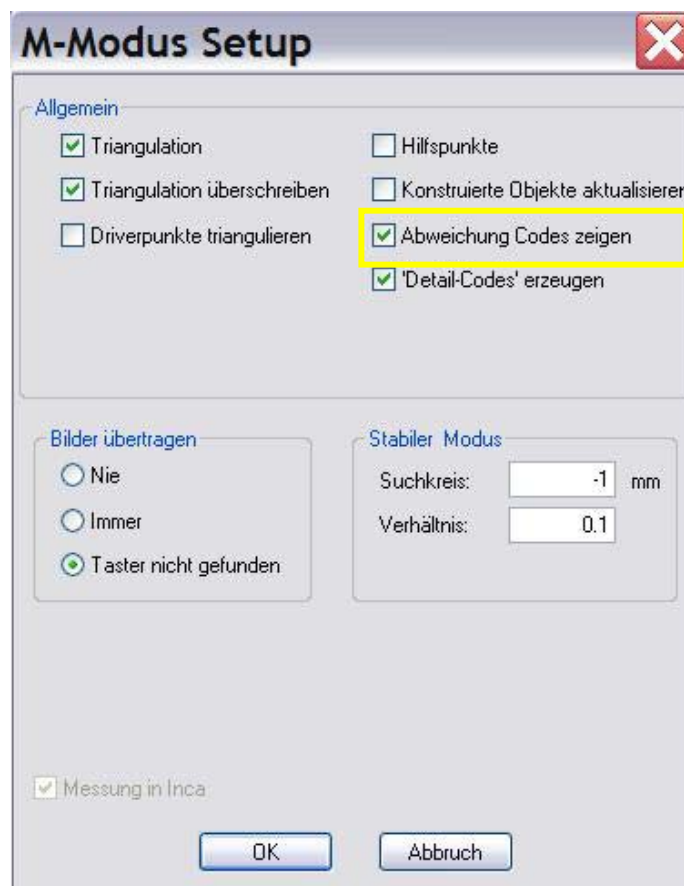 M-Modus Setup
Allgemein
Triangulation
Triangulation überschreiben
Driverpunkte triangulieren
Hilfspunkte
Konstruierte Objekte aktualisieren
Abweichung Codes zeigen
'Detail-Codes' erzeugen
Bilder übertragen
Nie
Immer
Taster nicht gefunden
Stabiler Modus
Suchkreis: -1 mm
Verhältnis: 0.1
Messung in Inca
OK
Abbruch